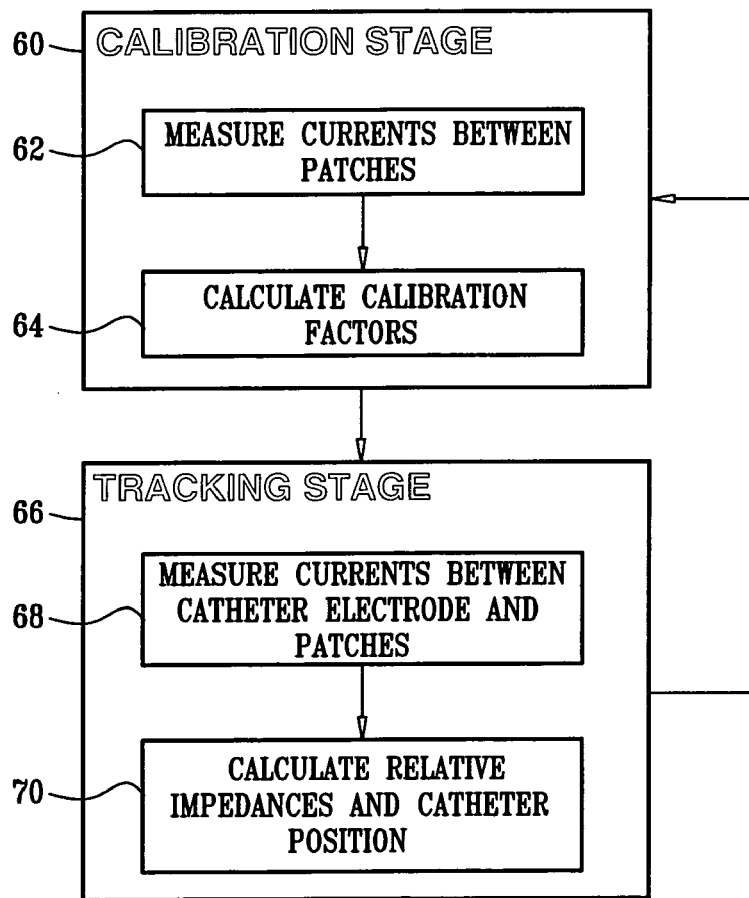 60
CALIBRATION STAGE
62
MEASURE CURRENTS BETWEEN
PATCHES
64
CALCULATE CALIBRATION
FACTORS
66
TRACKING STAGE
68
MEASURE CURRENTS BETWEEN
CATHETER ELECTRODE AND
PATCHES
70
CALCULATE RELATIVE
IMPEDANCES AND CATHETER
POSITION